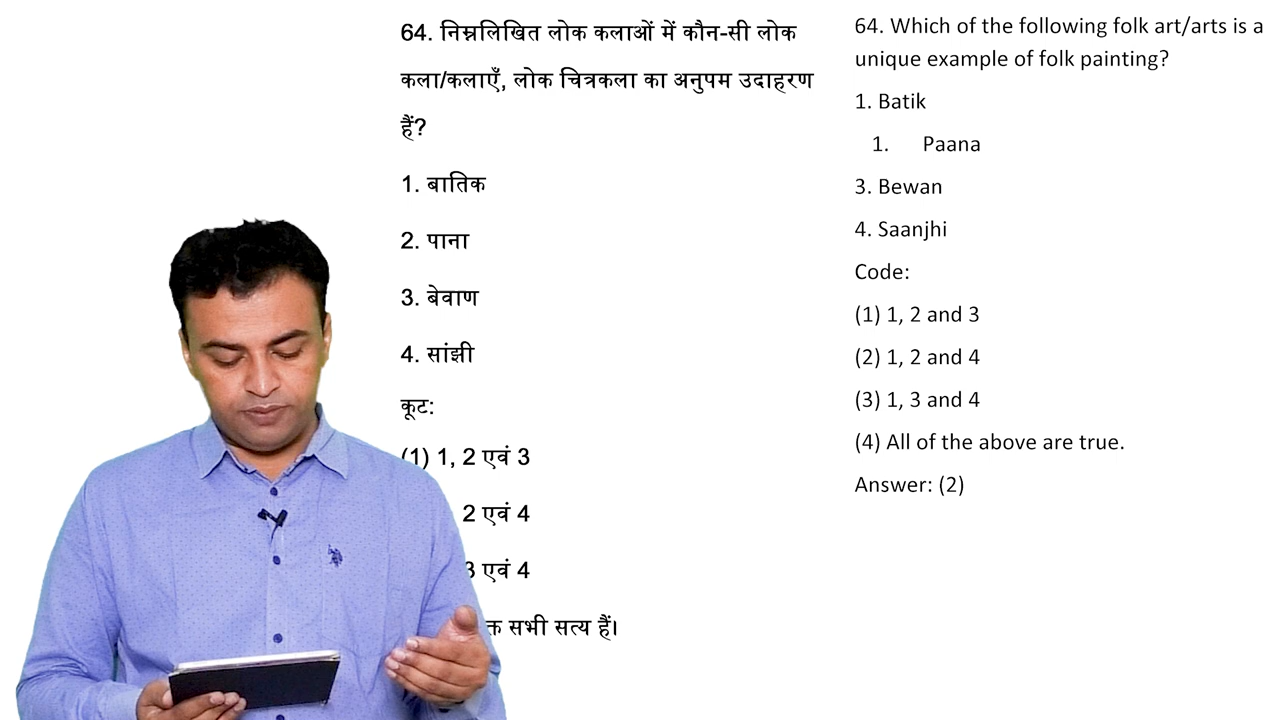 64. निम्नलिखित लोक कलाओं में कौन-सी लोक
कला/कलाएँ, लोक चित्रकला का अनुपम उदाहरण
हैं?
1. बातिक
2. पाना
3. बेवाण
4. सांझी
कूट:
(1) 1, 2 एवं 3
2 एवं 4
3 एवं 4
सभी सत्य हैं।
64. Which of the following folk art/arts is a
unique example of folk painting?
1. Batik
1. Paana
3. Bewan
4. Saanjhi
Code:
(1) 1, 2 and 3
(2) 1, 2 and 4
(3) 1, 3 and 4
(4) All of the above are true.
Answer: (2)